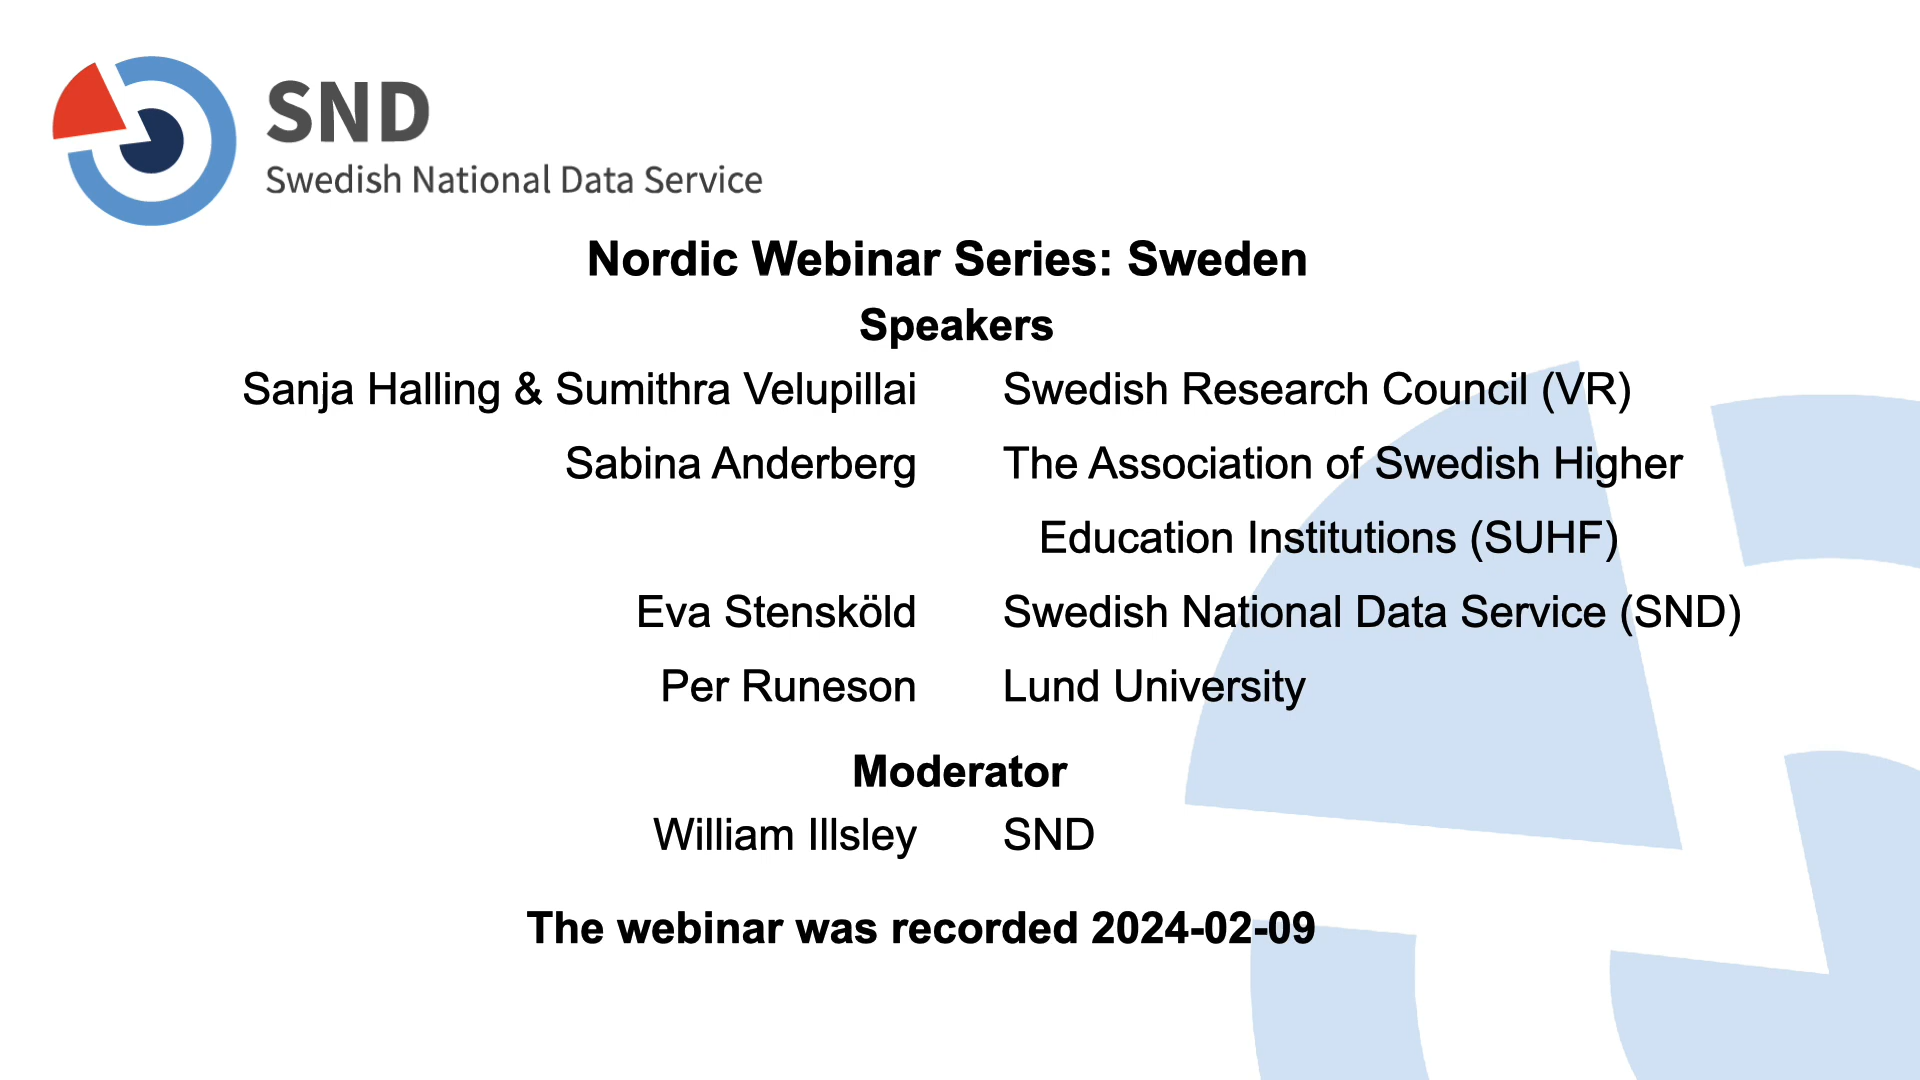 SND
Swedish National Data Service
Nordic Webinar Series: Sweden
Speakers
Sanja Halling & Sumithra Velupillai Swedish Research Council (VR)
Sabina Anderberg The Association of Swedish Higher
Education Institutions (SUHF)
Eva Stensköld Swedish National Data Service (SND)
Per Runeson Lund University
Moderator
William Illsley SND
The webinar was recorded 2024-02-09